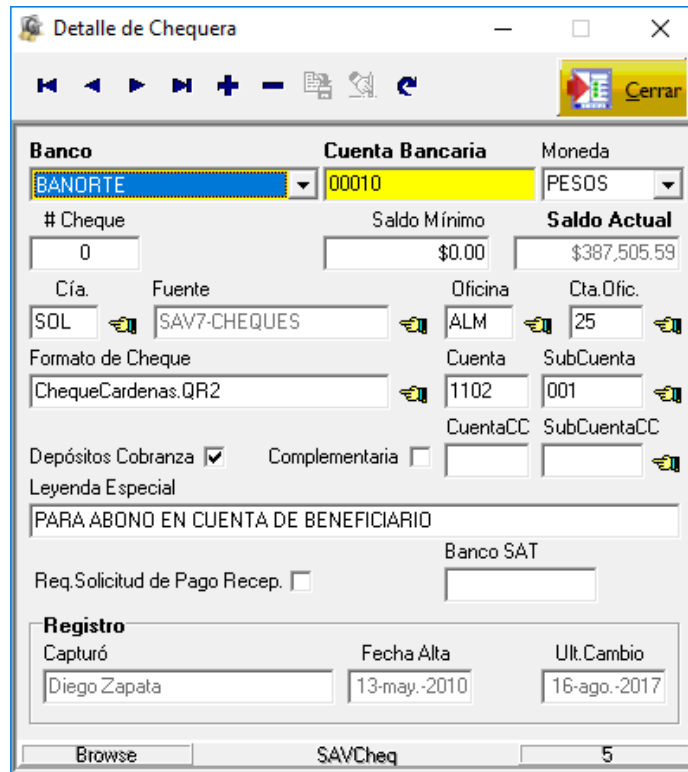 Detalle de Chequera
Cerrar
Banco Cuenta Bancaria Moneda
BANORTE 00010 PESOS
# Cheque Saldo Mínimo Saldo Actual
0 $0.00 $387,505.59
Cía. Fuente Oficina Cta.Ofic.
SOL SAV7-CHEQUES ALM 25
Formato de Cheque Cuenta SubCuenta
ChequeCardenas.QR2 1102 001
CuentaCC SubCuentaCC
Depósitos Cobranza Complementaria
Leyenda Especial
PARA ABONO EN CUENTA DE BENEFICIARIO
Banco SAT
Req.Solicitud de Pago Recep.
Registro
Capturó Fecha Alta Ult.Cambio
Diego Zapata 13-may.-2010 16-ago.-2017
Browse SAVCheq 5